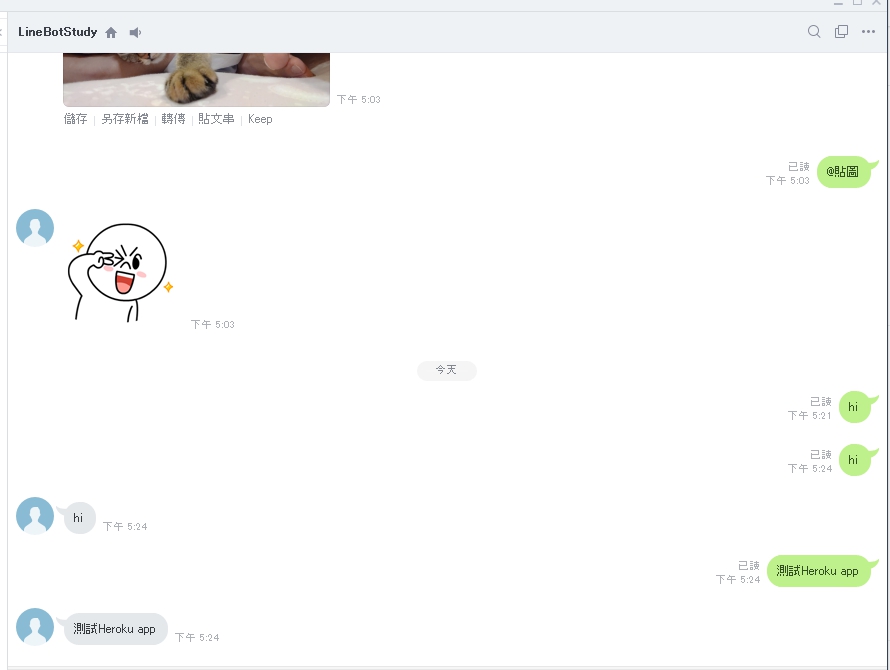 LineBotStudy
下午 5:03
儲存 | 另存新檔 | 轉傳 | 貼文串 | Keep
已讀
下午 5:03
@貼圖
下午 5:03
今天
已讀
下午 5:21
hi
已讀
下午 5:24
hi
hi
下午 5:24
已讀
下午 5:24
測試Heroku app
測試Heroku app
下午 5:24